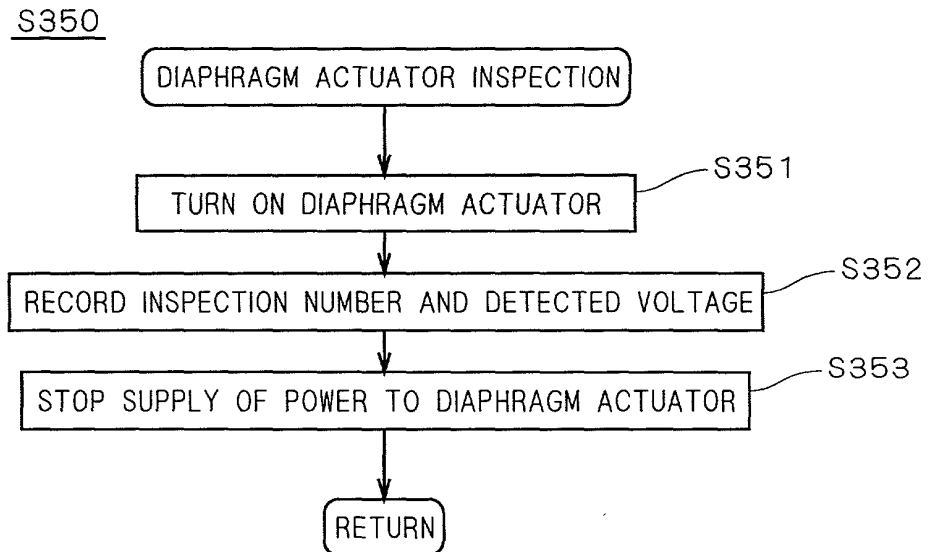 S350
DIAPHRAGM ACTUATOR INSPECTION
S351
TURN ON DIAPHRAGM ACTUATOR
S352
RECORD INSPECTION NUMBER AND DETECTED VOLTAGE
S353
STOP SUPPLY OF POWER TO DIAPHRAGM ACTUATOR
RETURN